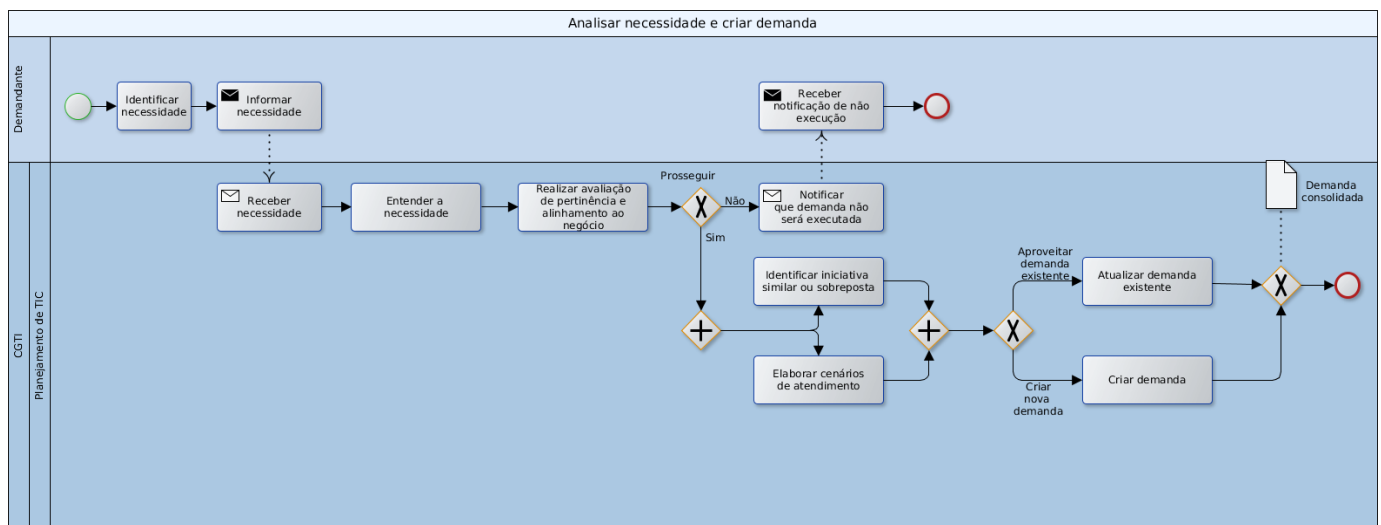 Analisar necessidade e criar demanda
Demandante
Identificar
necessidade
Informar
necessidade
Receber
notificação de não
execução
CGTI
Planejamento de TIC
Receber
necessidade
Entender a
necessidade
Realizar avaliação
de pertinência e
alinhamento ao
negócio
Prosseguir
Não
Sim
Notificar
que demanda não
será executada
Demanda
consolidada
Identificar iniciativa
similar ou sobreposta
Elaborar cenários
de atendimento
Aproveitar
demanda
existente
Atualizar demanda
existente
Criar
nova
demanda
Criar demanda